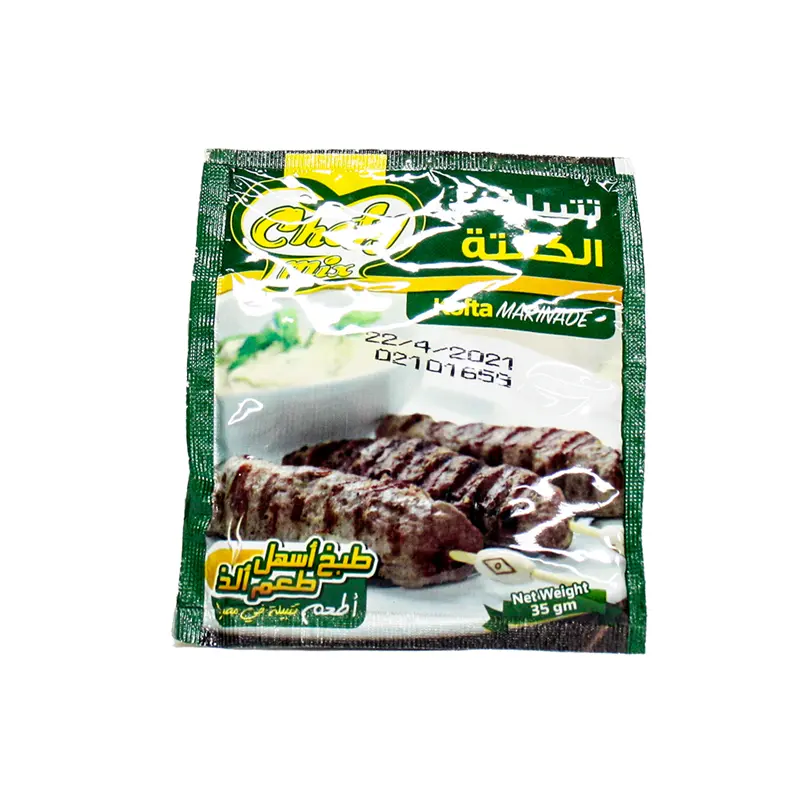 Chef
Mix
تتبيلة
الكفتة
Kofta MARINADE
22/4/2021
02101655
طبخ أسهل
طعم ألذ
أطعم تتبيلة في مصر
Net Weight
35 gm